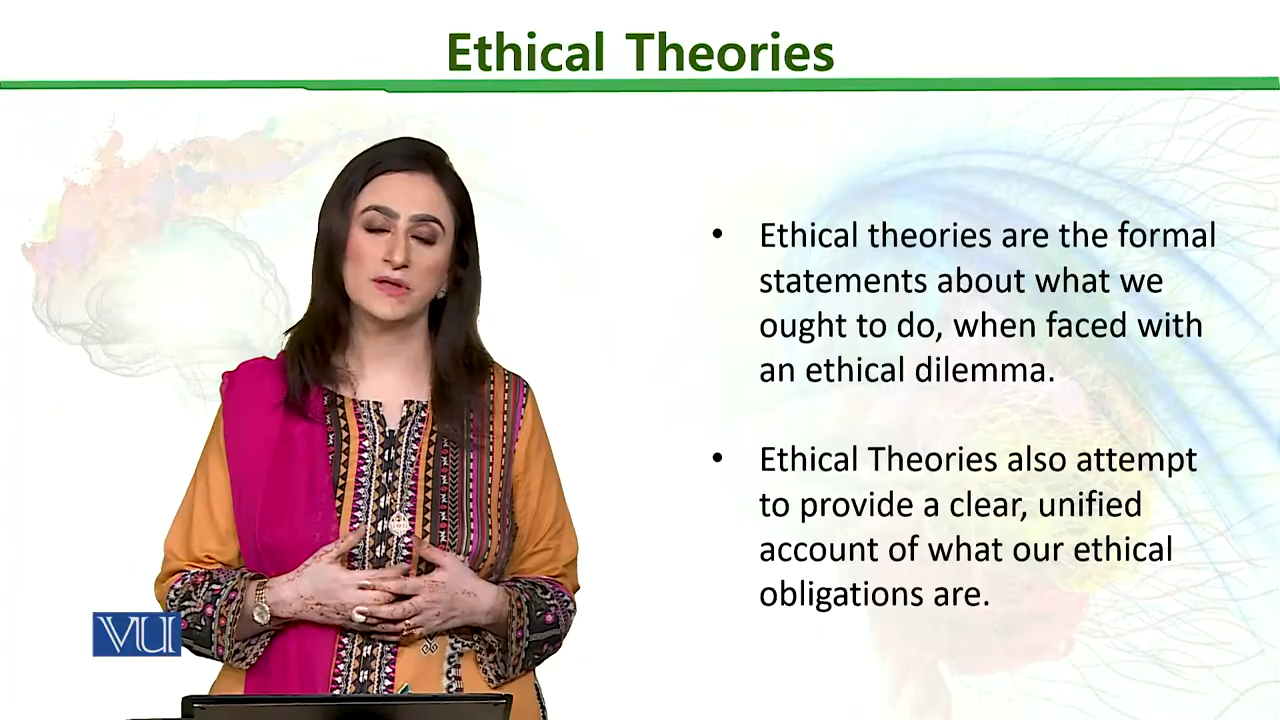 Ethical Theories
• Ethical theories are the formal
statements about what we
ought to do, when faced with
an ethical dilemma.
• Ethical Theories also attempt
to provide a clear, unified
account of what our ethical
obligations are.
VU